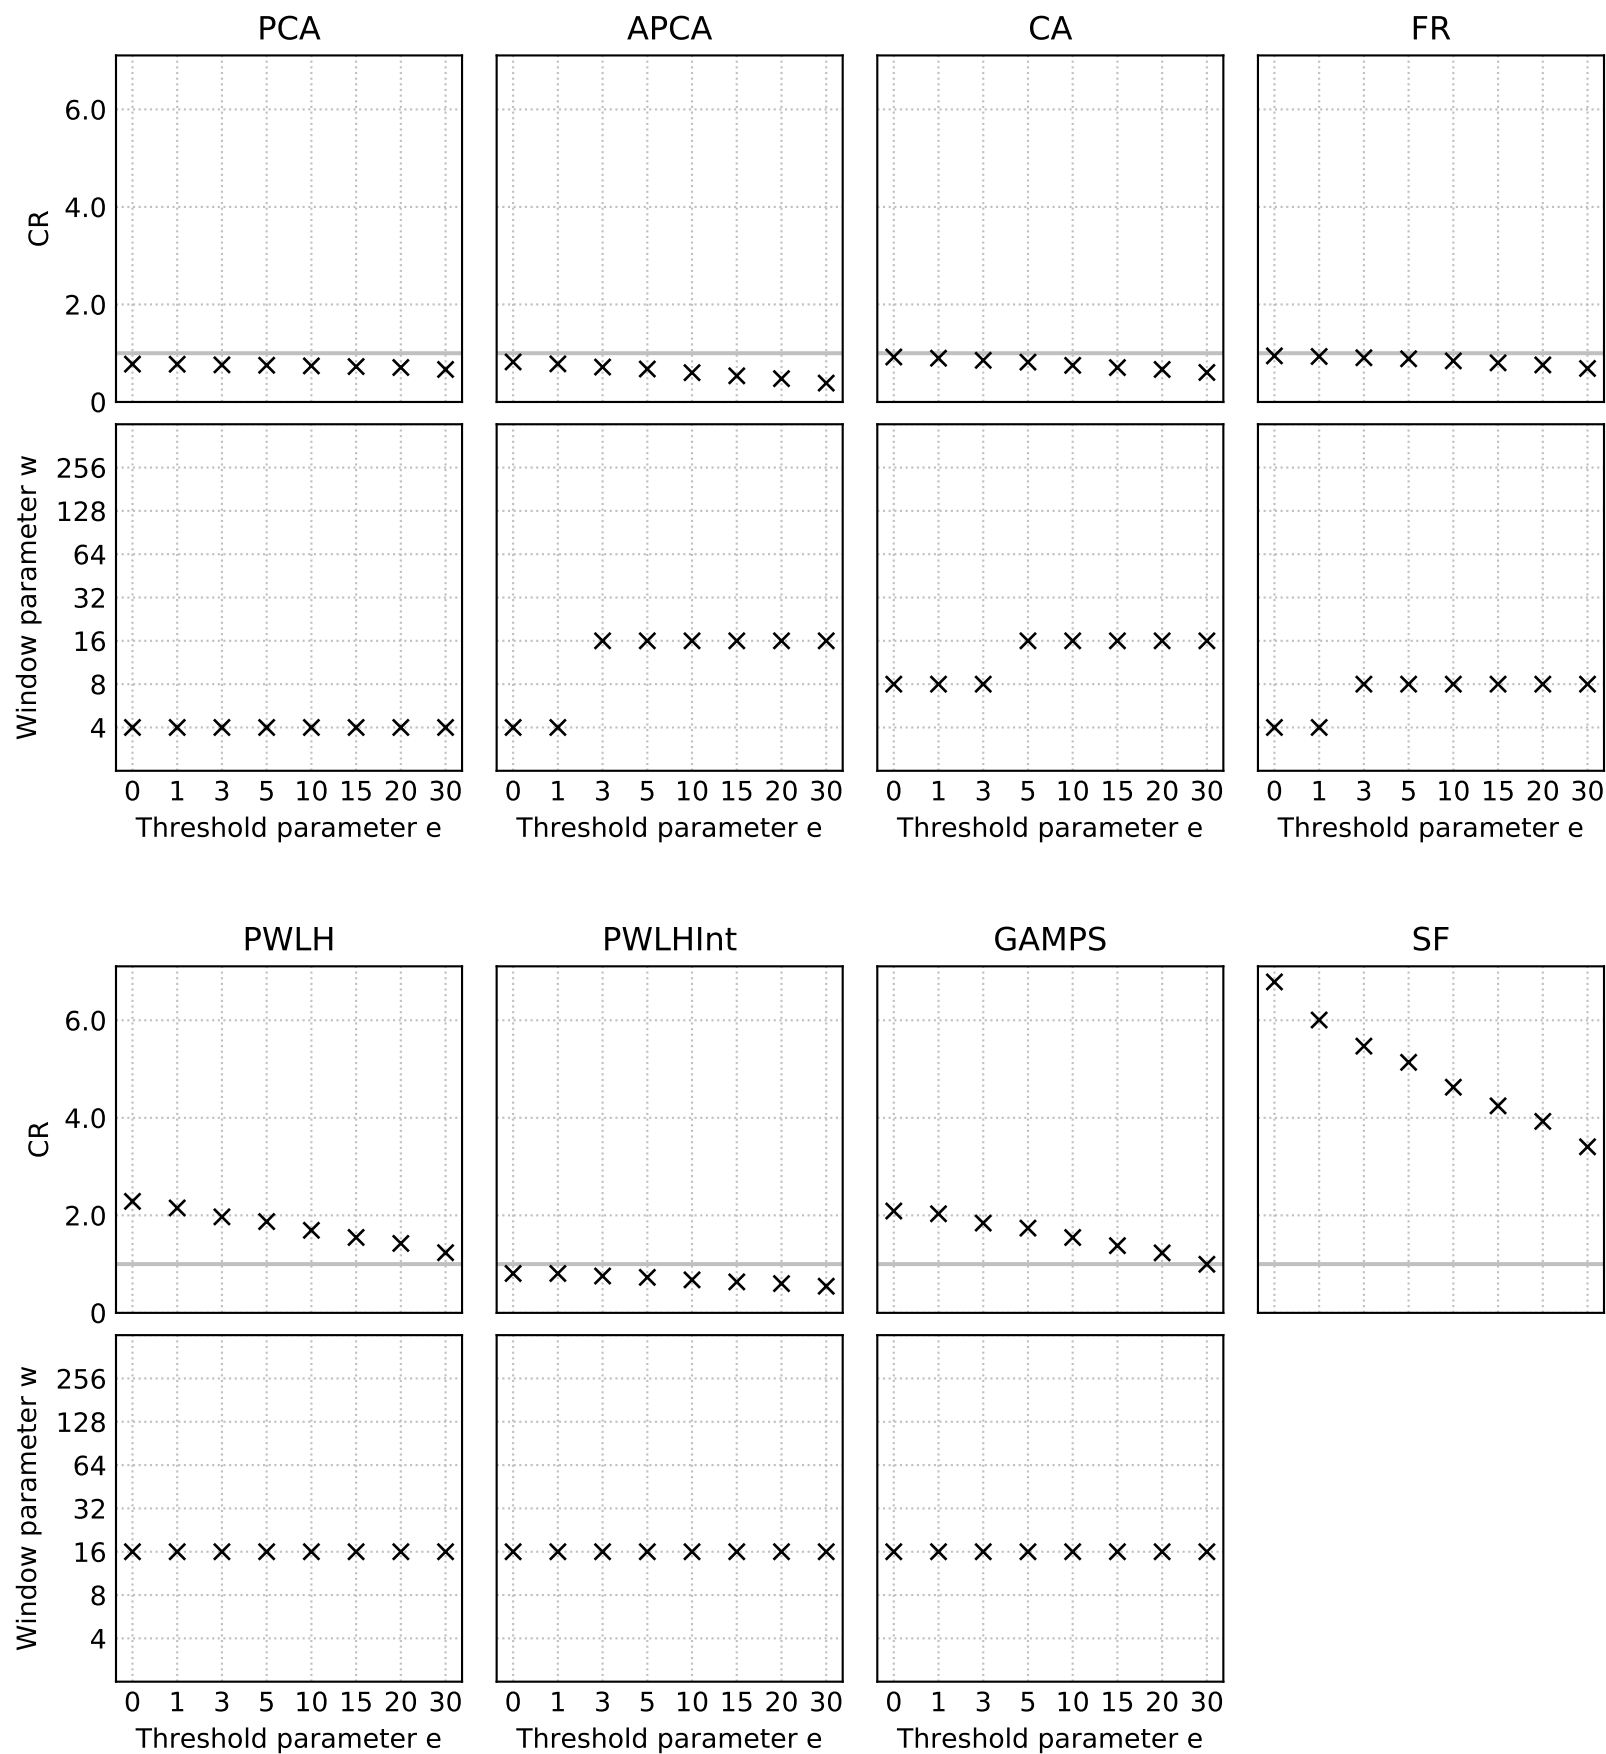 PCA APCA CA FR
6.0
4.0
2.0
0
CR
256
128
64
32
16
8
4
Window parameter w
0 1 3 5 10 15 20 30 0 1 3 5 10 15 20 30 0 1 3 5 10 15 20 30 0 1 3 5 10 15 20 30
Threshold parameter e Threshold parameter e Threshold parameter e Threshold parameter e
PWLH PWLHInt GAMPS SF
6.0
4.0
2.0
0
CR
256
128
64
32
16
8
4
Window parameter w
0 1 3 5 10 15 20 30 0 1 3 5 10 15 20 30 0 1 3 5 10 15 20 30
Threshold parameter e Threshold parameter e Threshold parameter e